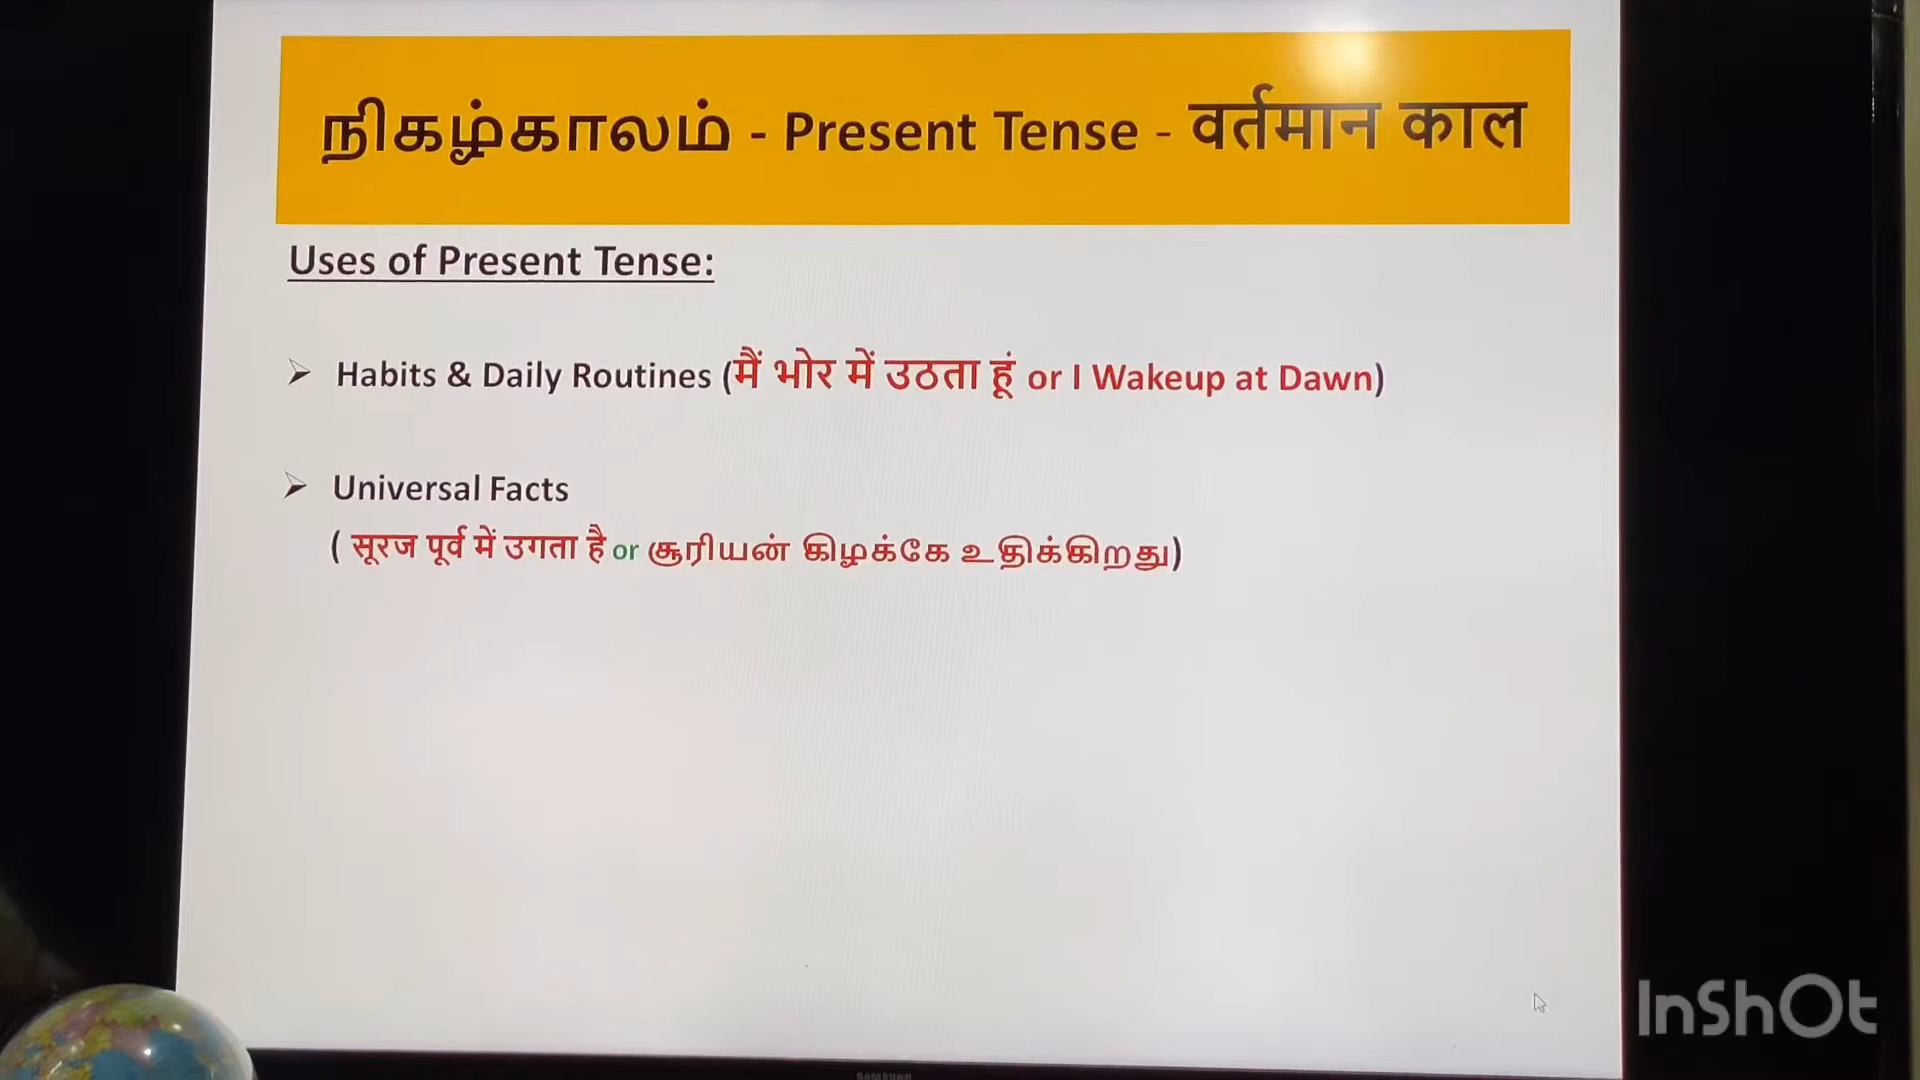 நிகழ்காலம் - Present Tense - वर्तमान काल
Uses of Present Tense:
➢ Habits & Daily Routines (मैं भोर में उठता हूं or I Wakeup at Dawn)
➢ Universal Facts
( सूरज पूर्व में उगता है or சூரியன் கிழக்கே உதிக்கிறது)
InShOt
SAMSUNG